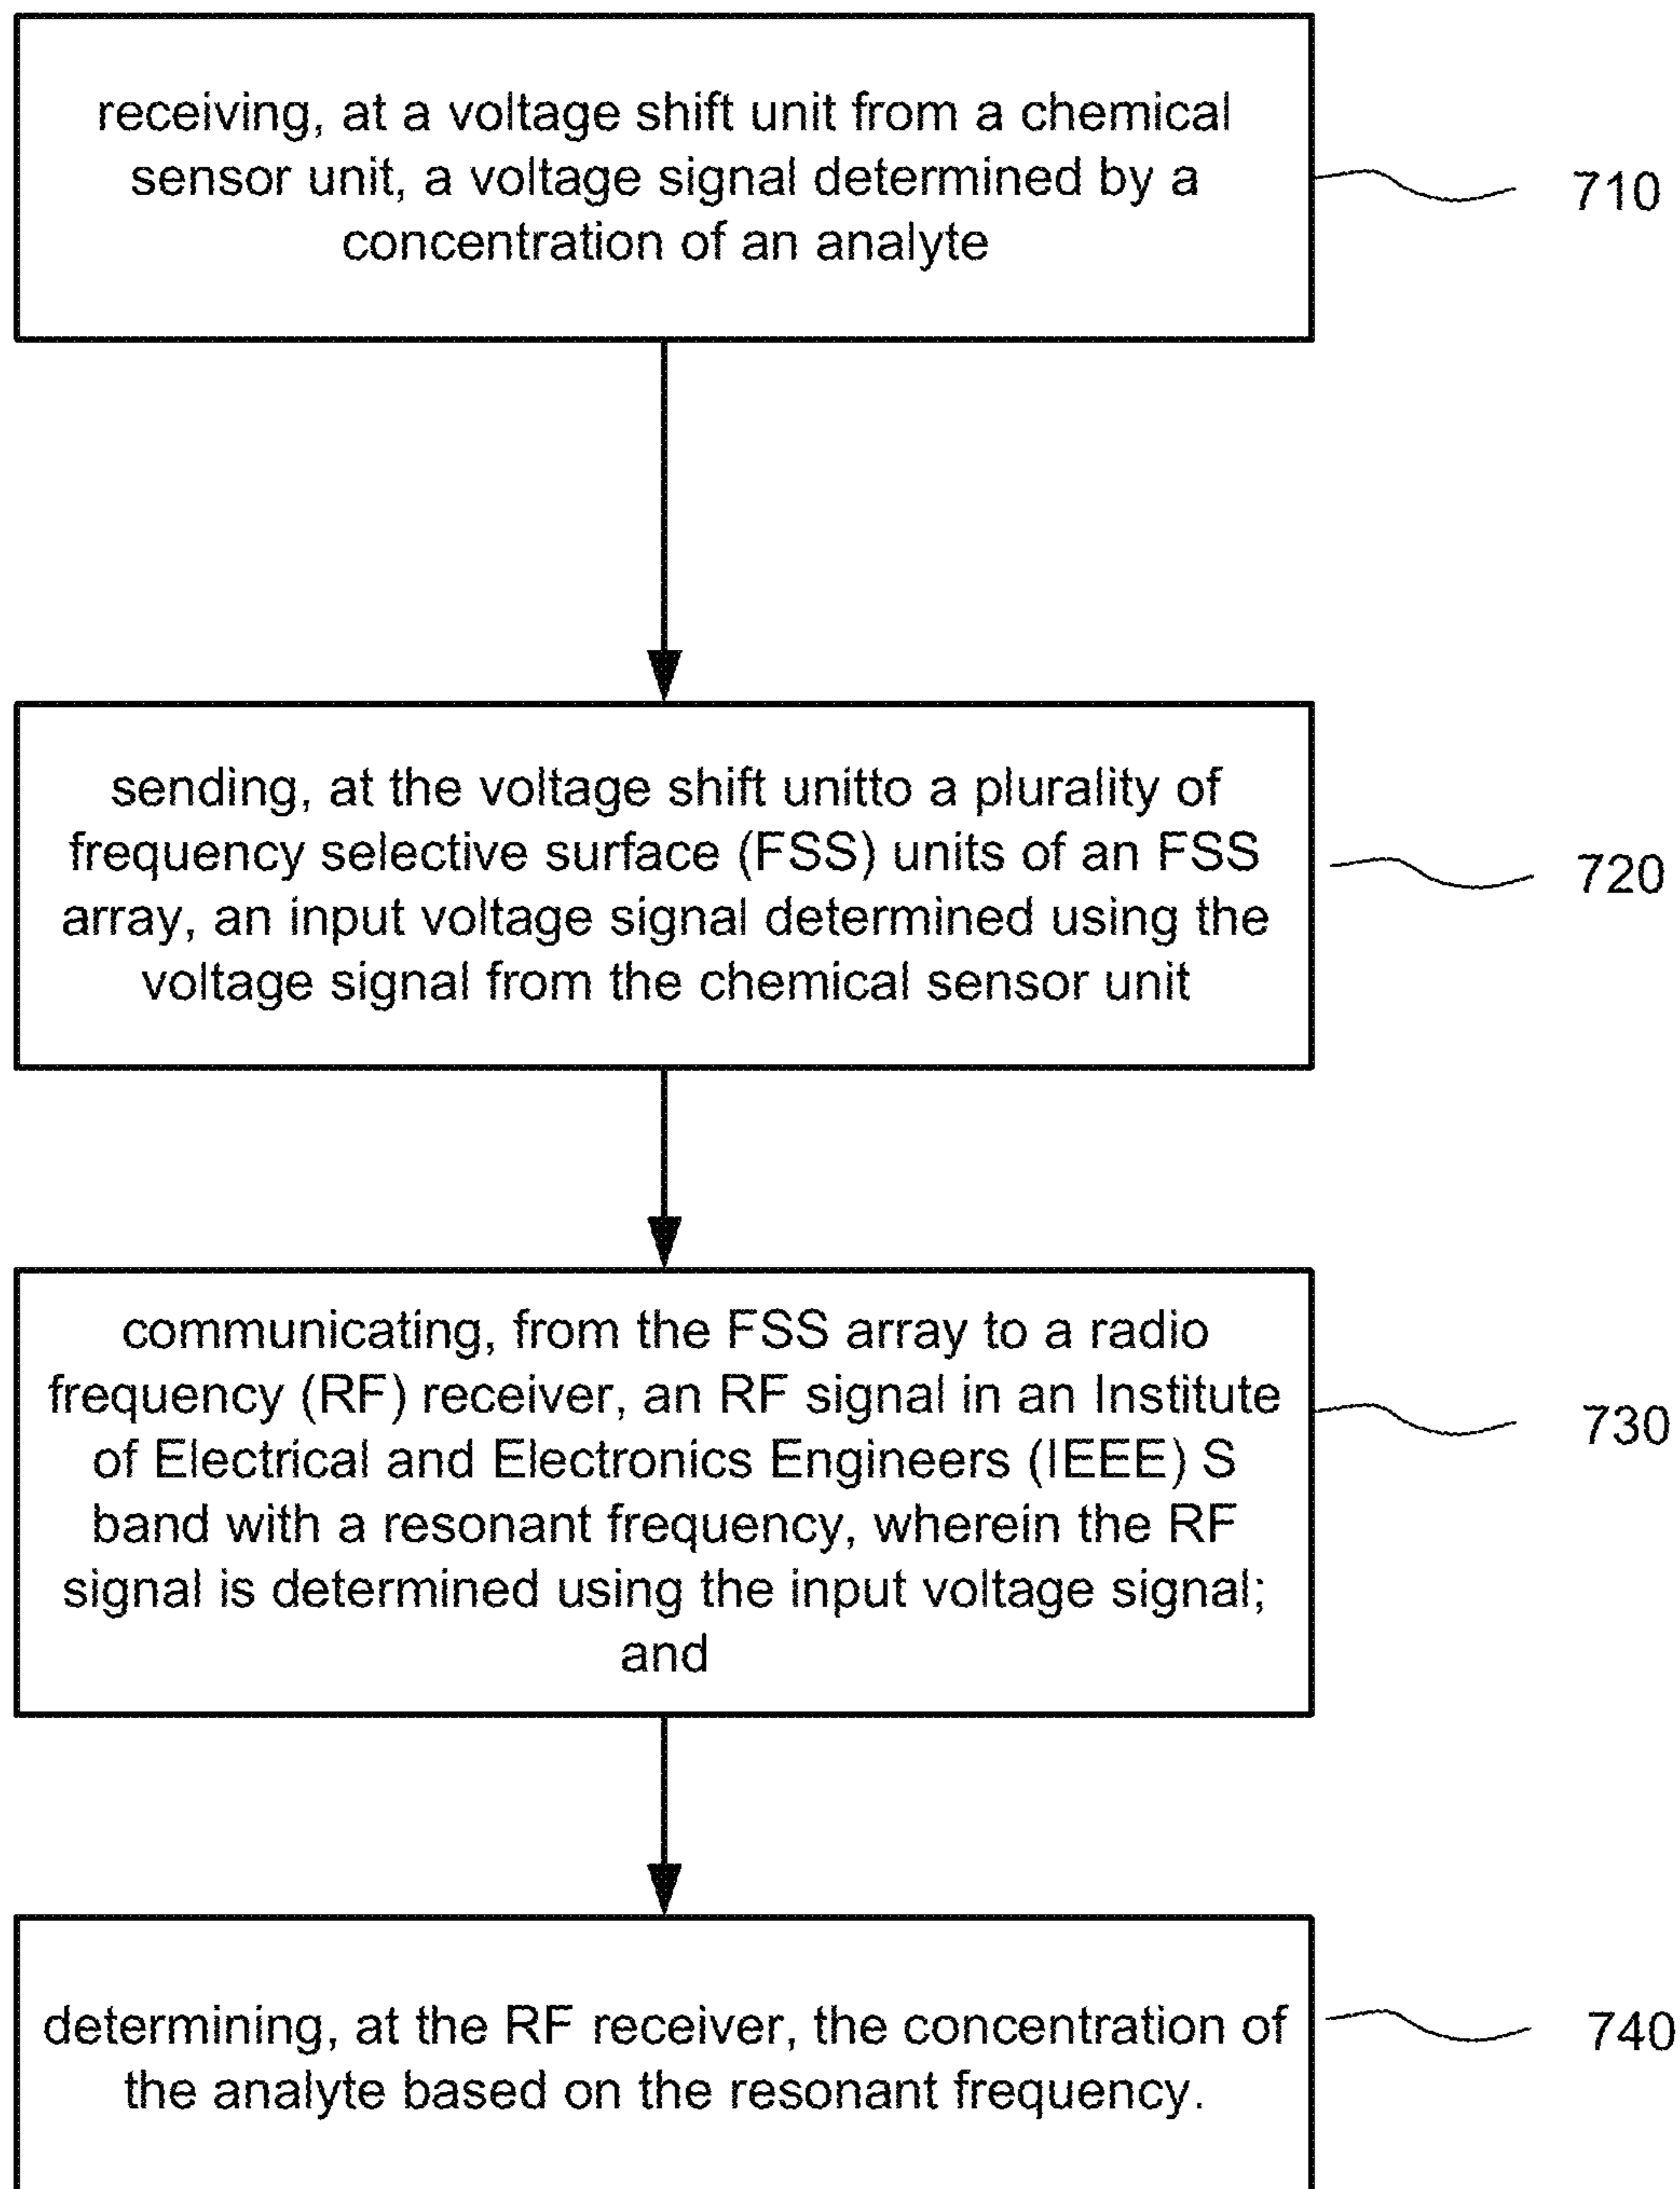 receiving, at a voltage shift unit from a chemical
sensor unit, a voltage signal determined by a
concentration of an analyte
710
sending, at the voltage shift unitto a plurality of
frequency selective surface (FSS) units of an FSS
array, an input voltage signal determined using the
voltage signal from the chemical sensor unit
720
communicating, from the FSS array to a radio
frequency (RF) receiver, an RF signal in an Institute
of Electrical and Electronics Engineers (IEEE) S
band with a resonant frequency, wherein the RF
signal is determined using the input voltage signal;
and
730
determining, at the RF receiver, the concentration of
the analyte based on the resonant frequency.
740